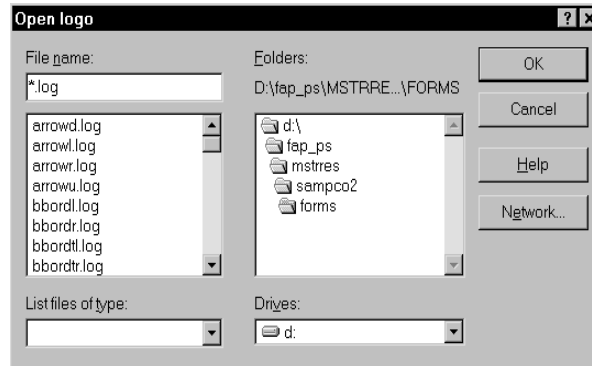 Open logo
File name:
*.log
arrowd.log
arrowl.log
arrowr.log
arrowu.log
bbordl.log
bbordr.log
bbordtl.log
bbordtr.log
List files of type:
Folders:
D:\fap_ps\MSTRRE...\FORMS
d:\
fap_ps
mstrres
sampco2
forms
Drives:
d:
OK
Cancel
Help
Network...